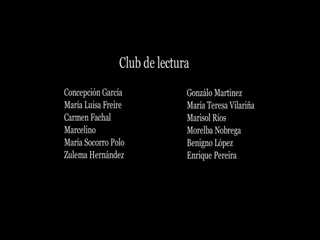 Club de lectura
Concepción García
María Luisa Freire
Carmen Fachal
Marcelino
María Socorro Polo
Zulema Hernández
Gonzálo Martínez
María Teresa Vilariña
Marisol Ríos
Morelba Nobrega
Benigno López
Enrique Pereira